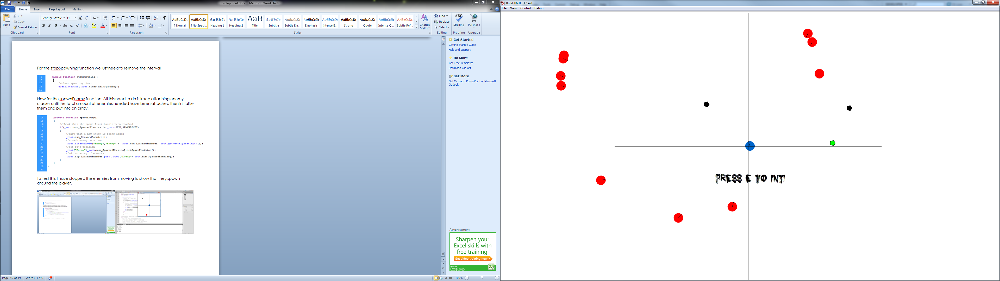 Development.docx - Microsoft Word Starter
File
Home
Insert
Page Layout
Mailings
Paste
Cut
Copy
Format Painter
Clipboard
Century Gothic
11
Font
Paragraph
AaBbCcDc
¶ Normal
AaBbCcDc
¶ No Spaci...
AaBbC
Heading 1
AaBbCc
Heading 2
AaB
Title
AaBbCc.
Subtitle
AaBbCcDc
Subtle Em...
AaBbCcDc
Emphasis
AaBbCcDc
Intense E...
AaBbCcDc
Strong
AaBbCcDc
Quote
AaBbCcDc
Intense Q...
AABBCCDD
Subtle Ref...
Styles
Change
Styles
Find
Replace
Select
Editing
ABC
Spelling
Proofing
Purchase
Upgrade
For the stopSpawning function we just need to remove the interval.
8 public function stopSpawning()
9 {
10 //clear spawning timer
11 clearInterval(_root.timer_MainSpawning);
12 }
Now for the spawnEnemy function. All this need to do is keep attaching enemy
classes until the total amount of enemies needed have been attached then initialise
them and put into an array.
14 private function spawnEnemy()
15 {
16 //check that the spawn limit hasn't been reached
17 if(_root.num_SpawnedEnemies != _root.NUM_SPAWNLIMIT)
18 {
19 //show that a new enemy is being added
20 _root.num_SpawnedEnemies++;
21 //attach enemy to screen
22 _root.attachMovie("Enemy","Enemy" + _root.num_SpawnedEnemies,_root.getNextHighestDepth());
23 //set it's position
24 _root["Enemy"+_root.num_SpawnedEnemies].setSpawnPosition();
25 //add to array of enemies
26 _root.ary_SpawnedEnemies.push(_root["Enemy"+_root.num_SpawnedEnemies]);
27 }
28 }
29 }
30
To test this I have stopped the enemies from moving to show that they spawn
around the player.
Get Started
Getting Started Guide
Help and Support
Do More
Get Free Templates
Download Clip Art
Get More
Get Microsoft PowerPoint or Microsoft
Outlook
Advertisement
Sharpen your
Excel skills with
free training.
Get video training now >
Microsoft
Excel 2010
Page: 49 of 49
Words: 3,790
100%
Build-06-03-12.swf
File
View
Control
Debug
PRESS E TO INT